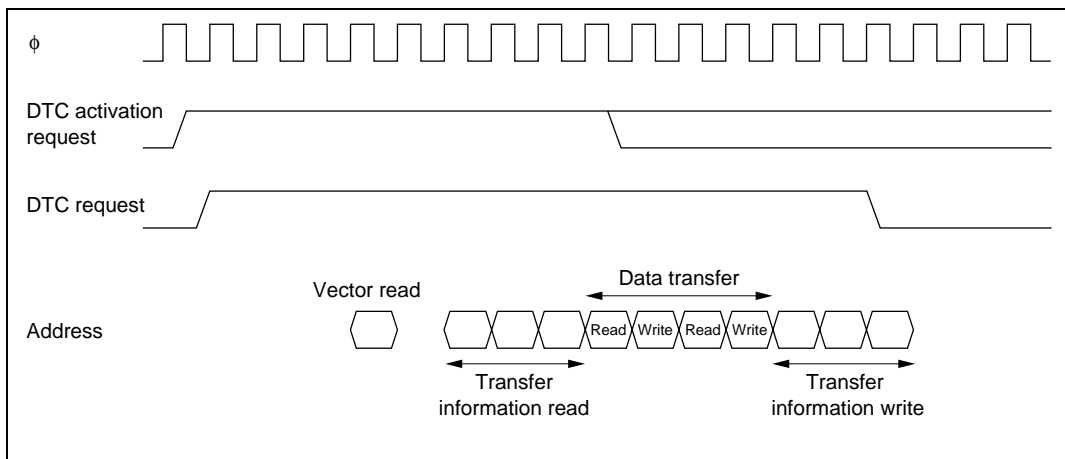 ϕ
DTC activation
request
DTC request
Data transfer
Vector read
Address
Read Write Read Write
Transfer
information read
Transfer
information write